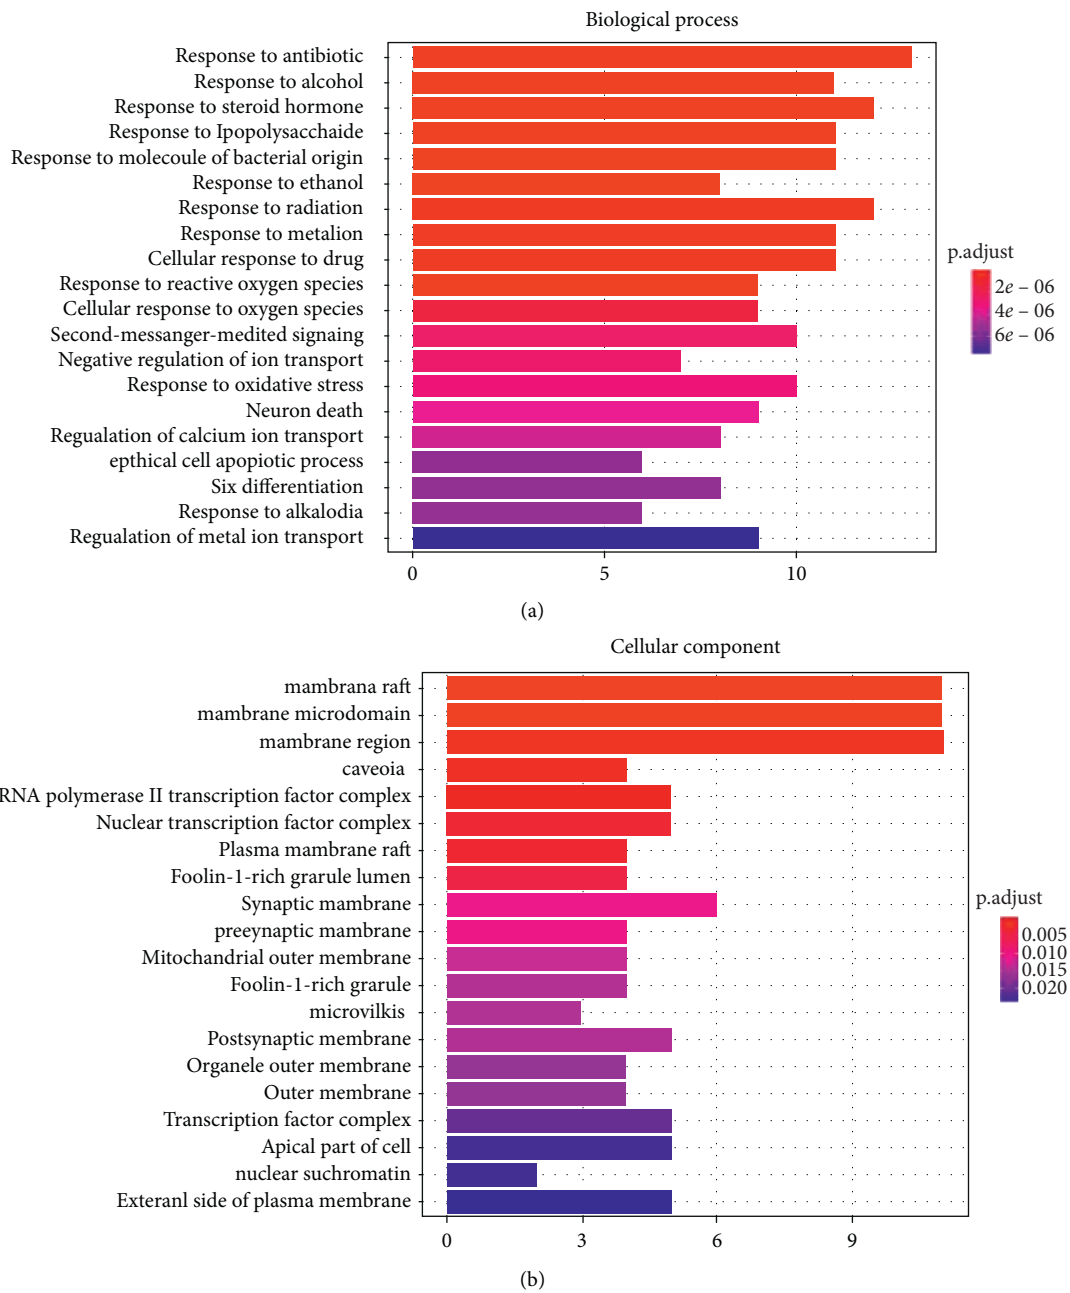 Biological process
Response to antibiotic
Response to alcohol
Response to steroid hormone
Response to Ipopolysacchaide
Response to molecoule of bacterial origin
Response to ethanol
Response to radiation
Response to metalion
Cellular response to drug
Response to reactive oxygen species
Cellular response to oxygen species
Second-messanger-medited signaing
Negative regulation of ion transport
Response to oxidative stress
Neuron death
Regualation of calcium ion transport
epthical cell apopiotic process
Six differentiation
Response to alkalodia
Regualation of metal ion transport
0 5 10
p.adjust
2e – 06
4e – 06
6e – 06
(a)
Cellular component
mambrana raft
mambrane microdomain
mambrane region
caveoia
RNA polymerase II transcription factor complex
Nuclear transcription factor complex
Plasma mambrane raft
Foolin-1-rich grarule lumen
Synaptic mambrane
preeynaptic mambrane
Mitochandrial outer membrane
Foolin-1-rich grarule
microvilkis
Postsynaptic membrane
Organele outer membrane
Outer membrane
Transcription factor complex
Apical part of cell
nuclear suchromatin
Exteranl side of plasma membrane
0 3 6 9
p.adjust
0.005
0.010
0.015
0.020
(b)